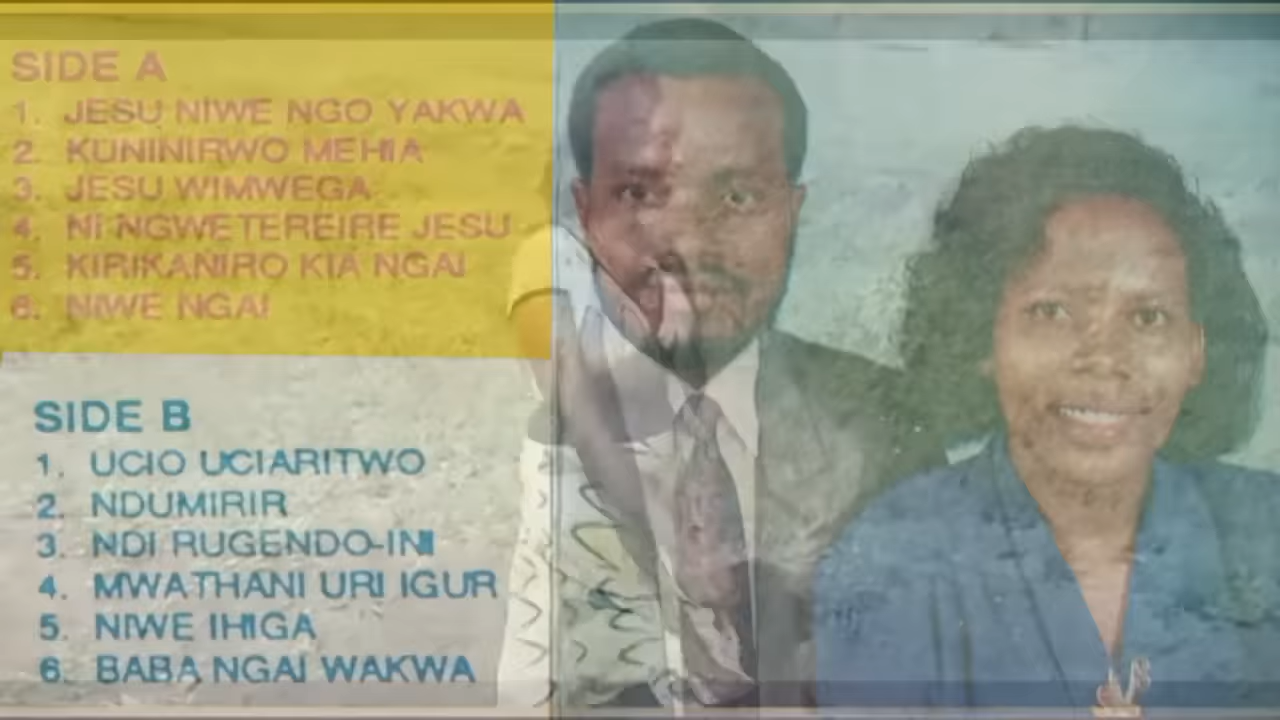 SIDE A
1. JESU NIWE NGO YAKWA
2. KUNINIRWO MEHIA
3. JESU WIMWEGA
4. NI NGWETEREIRE JESU
5. KIRIKANIRO KIA NGAI
6. NIWE NGAI
SIDE B
1. UCIO UCIARITWO
2. NDUMIRIR
3. NDI RUGENDO-INI
4. MWATHANI URI IGUR
5. NIWE IHIGA
6. BABA NGAI WAKWA